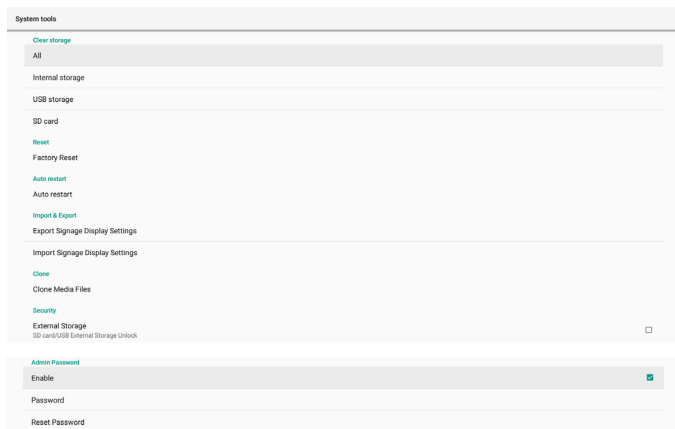 System tools
Clear storage
All
Internal storage
USB storage
SD card
Reset
Factory Reset
Auto restart
Auto restart
Import & Export
Export Signage Display Settings
Import Signage Display Settings
Clone
Clone Media Files
Security
External Storage
SD card/USB External Storage Unlock
Admin Password
Enable
Password
Reset Password